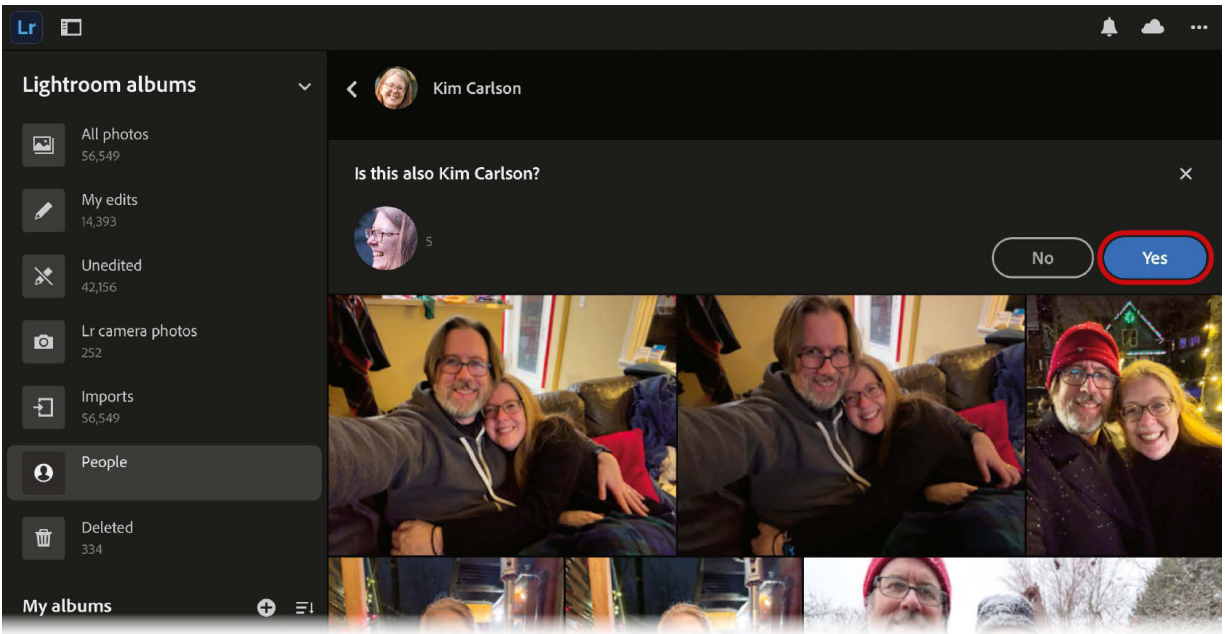 Lr
Lightroom albums
All photos
56,549
My edits
14,393
Unedited
42,156
Lr camera photos
252
Imports
56,549
People
Deleted
334
My albums
Kim Carlson
Is this also Kim Carlson?
5
No
Yes